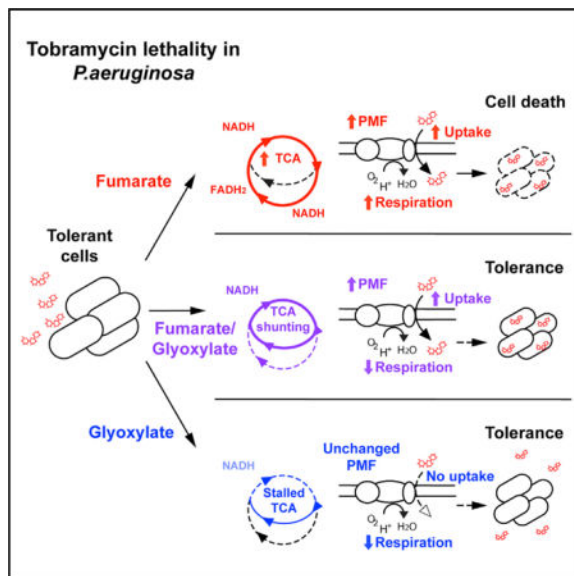 Tobramycin lethality in
P.aeruginosa
Cell death
NADH
↑PMF
↑Uptake
↑ TCA
Fumarate
FADH₂
NADH
O₂ H⁺ H₂O
↑Respiration
Tolerant
cells
Tolerance
NADH
↑PMF
↑Uptake
TCA
shunting
Fumarate/
Glyoxylate
O₂ H⁺ H₂O
↓Respiration
Tolerance
Glyoxylate
NADH
Unchanged
PMF
No uptake
Stalled
TCA
O₂ H⁺ H₂O
↓Respiration